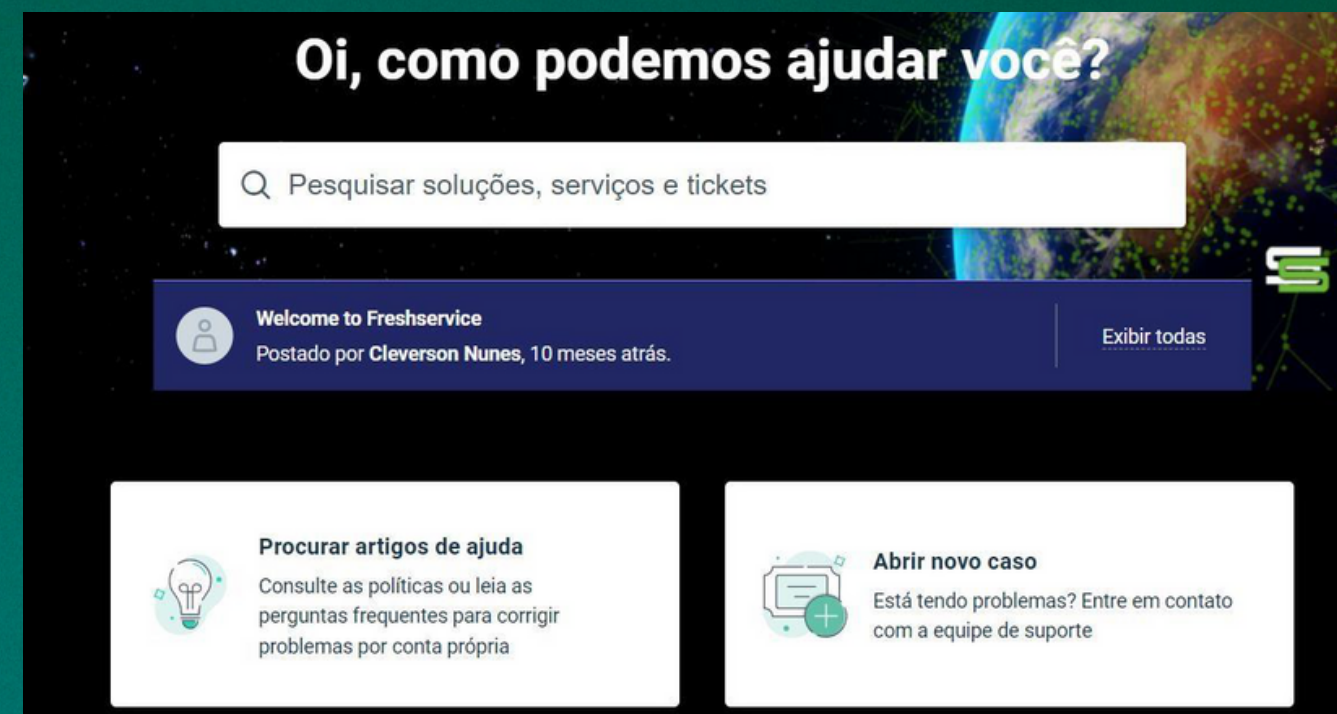 Oi, como podemos ajudar você?
Pesquisar soluções, serviços e tickets
Welcome to Freshservice
Postado por Cleverson Nunes, 10 meses atrás.
Exibir todas
Procurar artigos de ajuda
Consulte as políticas ou leia as
perguntas frequentes para corrigir
problemas por conta própria
Abrir novo caso
Está tendo problemas? Entre em contato
com a equipe de suporte